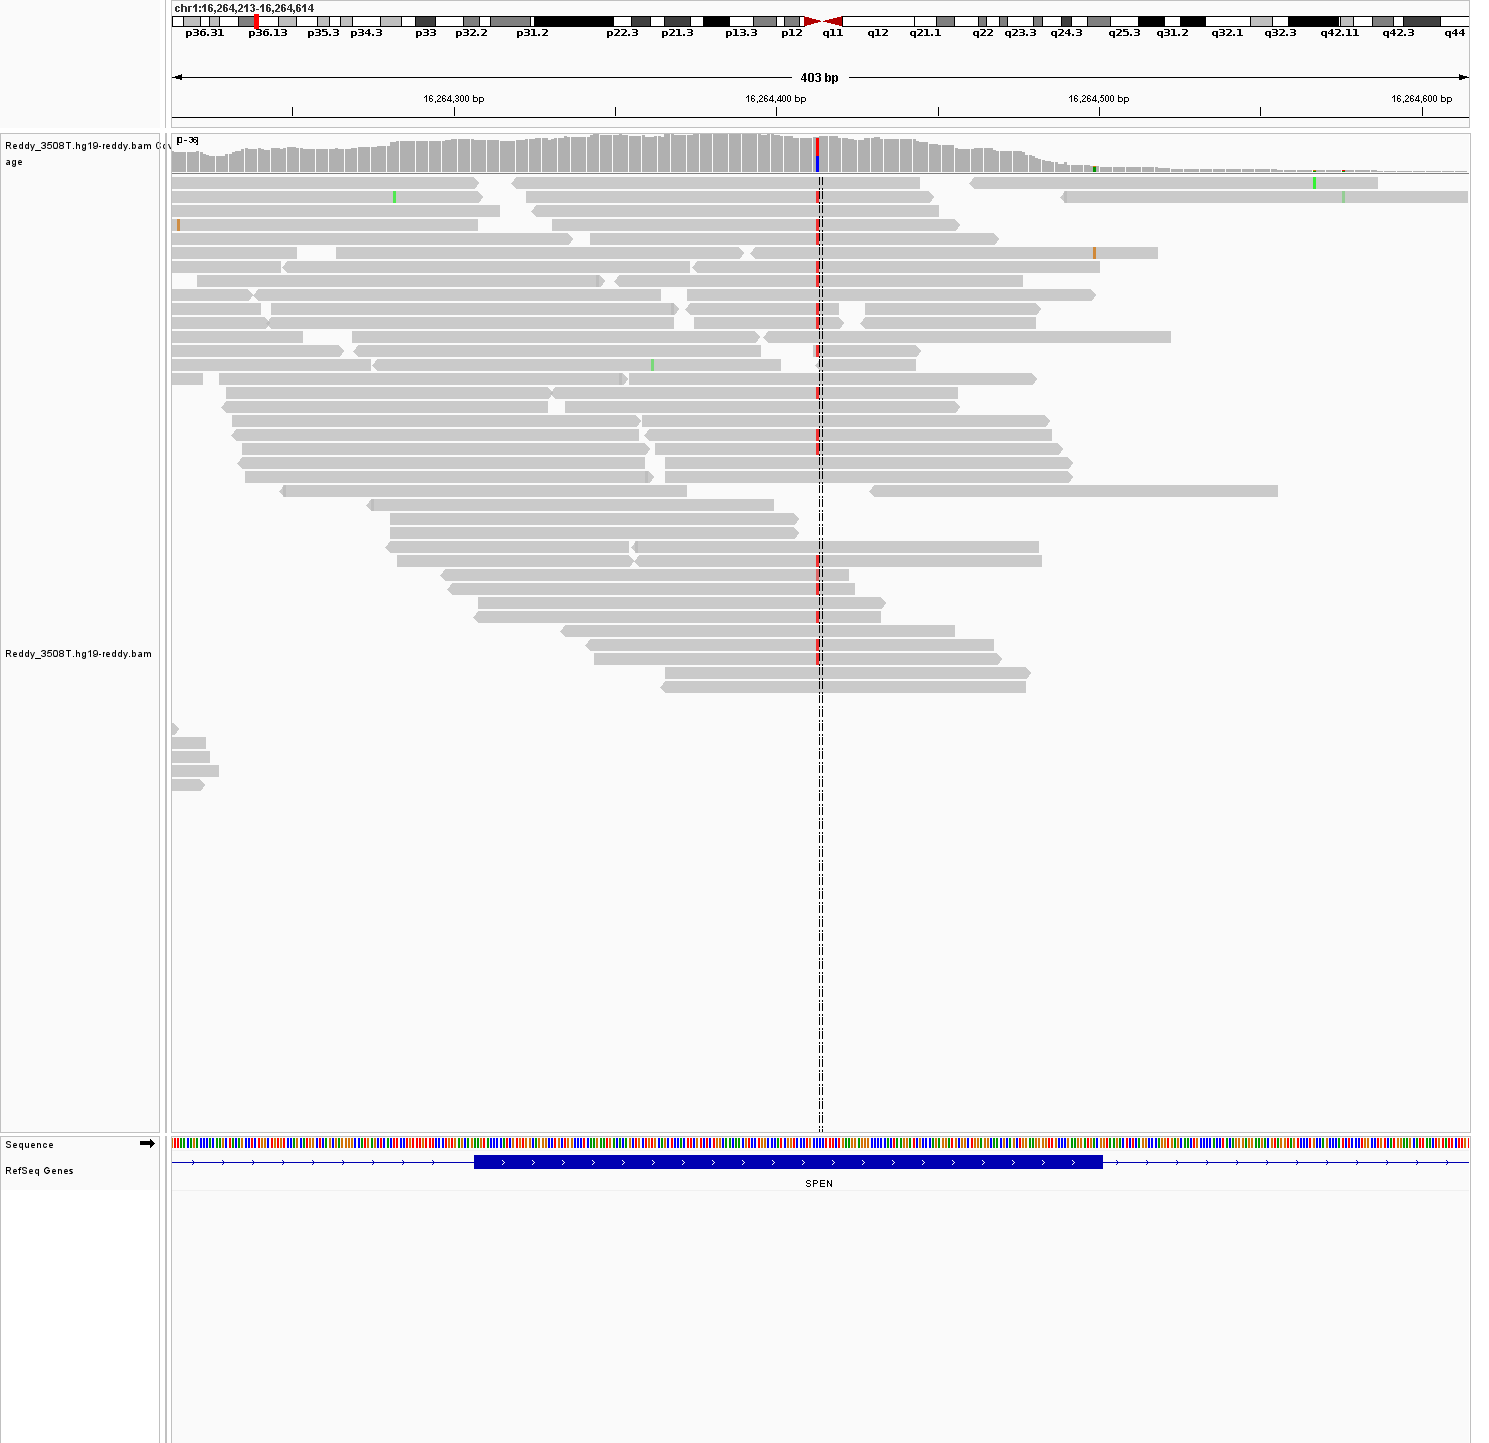 chr1:16,264,213-16,264,614
p36.31 p36.13 p35.3 p34.3 p33 p32.2 p31.2 p22.3 p21.3 p13.3 p12 q11 q12 q21.1 q22 q23.3 q24.3 q25.3 q31.2 q32.1 q32.3 q42.11 q42.3 q44
403 bp
16,264,300 bp 16,264,400 bp 16,264,500 bp 16,264,600 bp
[0-36]
Reddy_3508T.hg19-reddy.bam Cov
age
Reddy_3508T.hg19-reddy.bam
Sequence
RefSeq Genes
SPEN